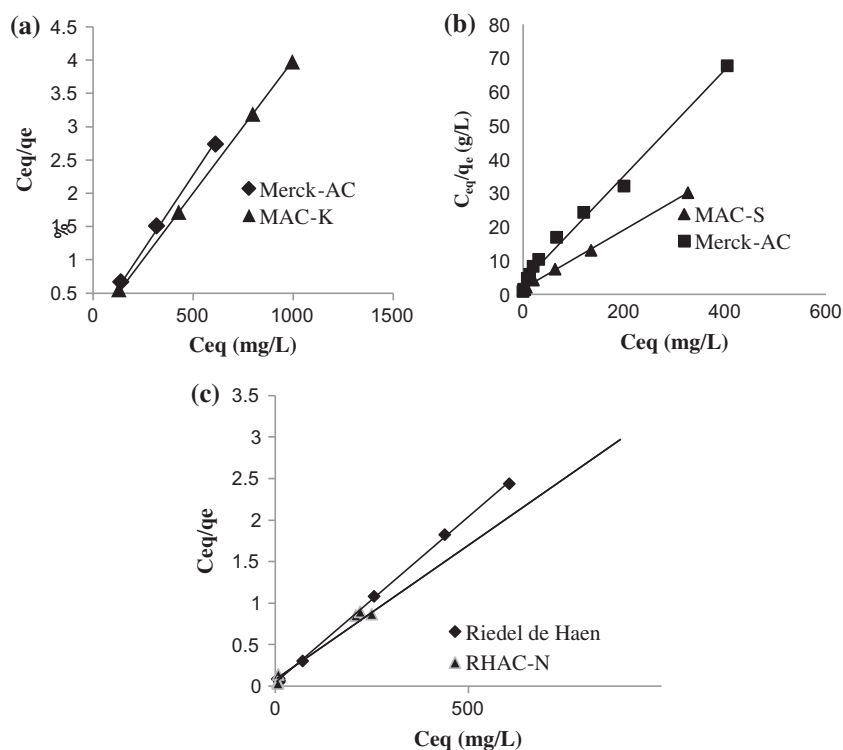 (a)
4.5
4
3.5
3
2.5
2
1.5
1
0.5
Ceq/qe
%
Merck-AC
MAC-K
0 500 1000 1500
Ceq (mg/L)
(b)
80
70
60
50
40
30
20
10
0
Ceq/qe (g/L)
MAC-S
Merck-AC
0 200 400 600
Ceq (mg/L)
(c)
3.5
3
2.5
2
1.5
1
0.5
0
Ceq/qe
Riedel de Haen
RHAC-N
0 500
Ceq (mg/L)